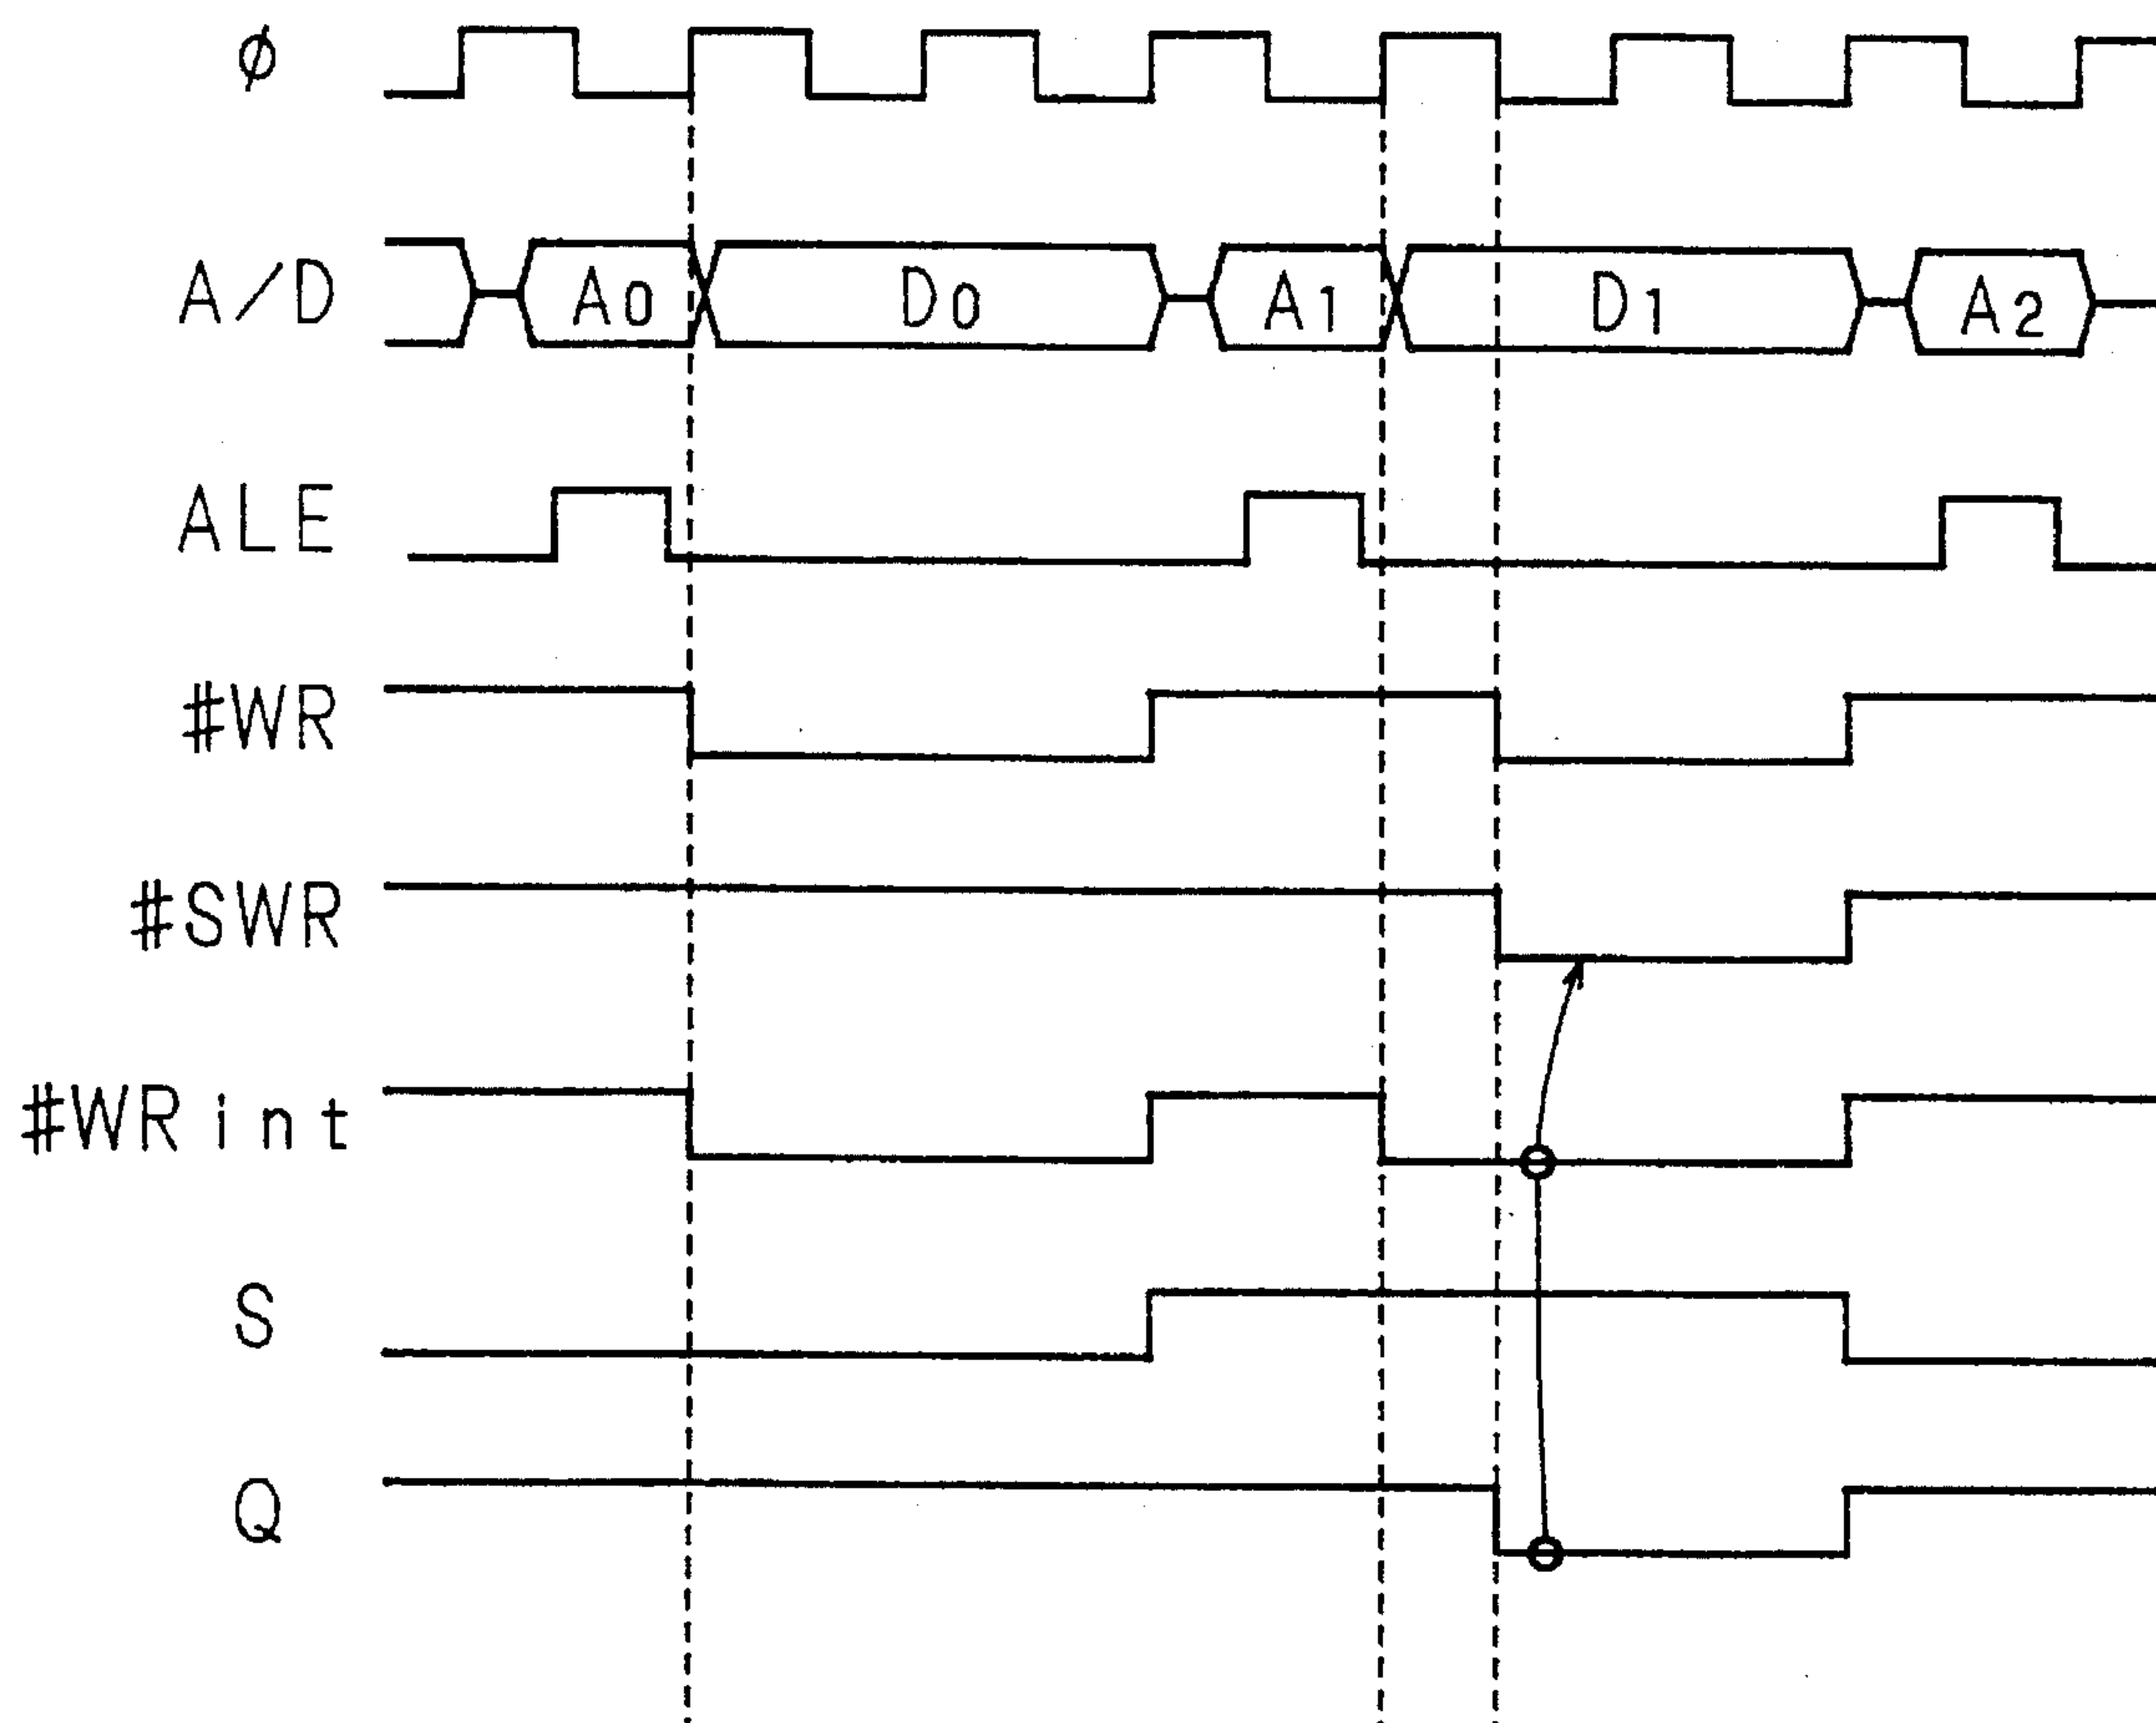 ø
A/D A0 D0 A1 D1 A2
ALE
#WR
#SWR
#WRint
S
Q